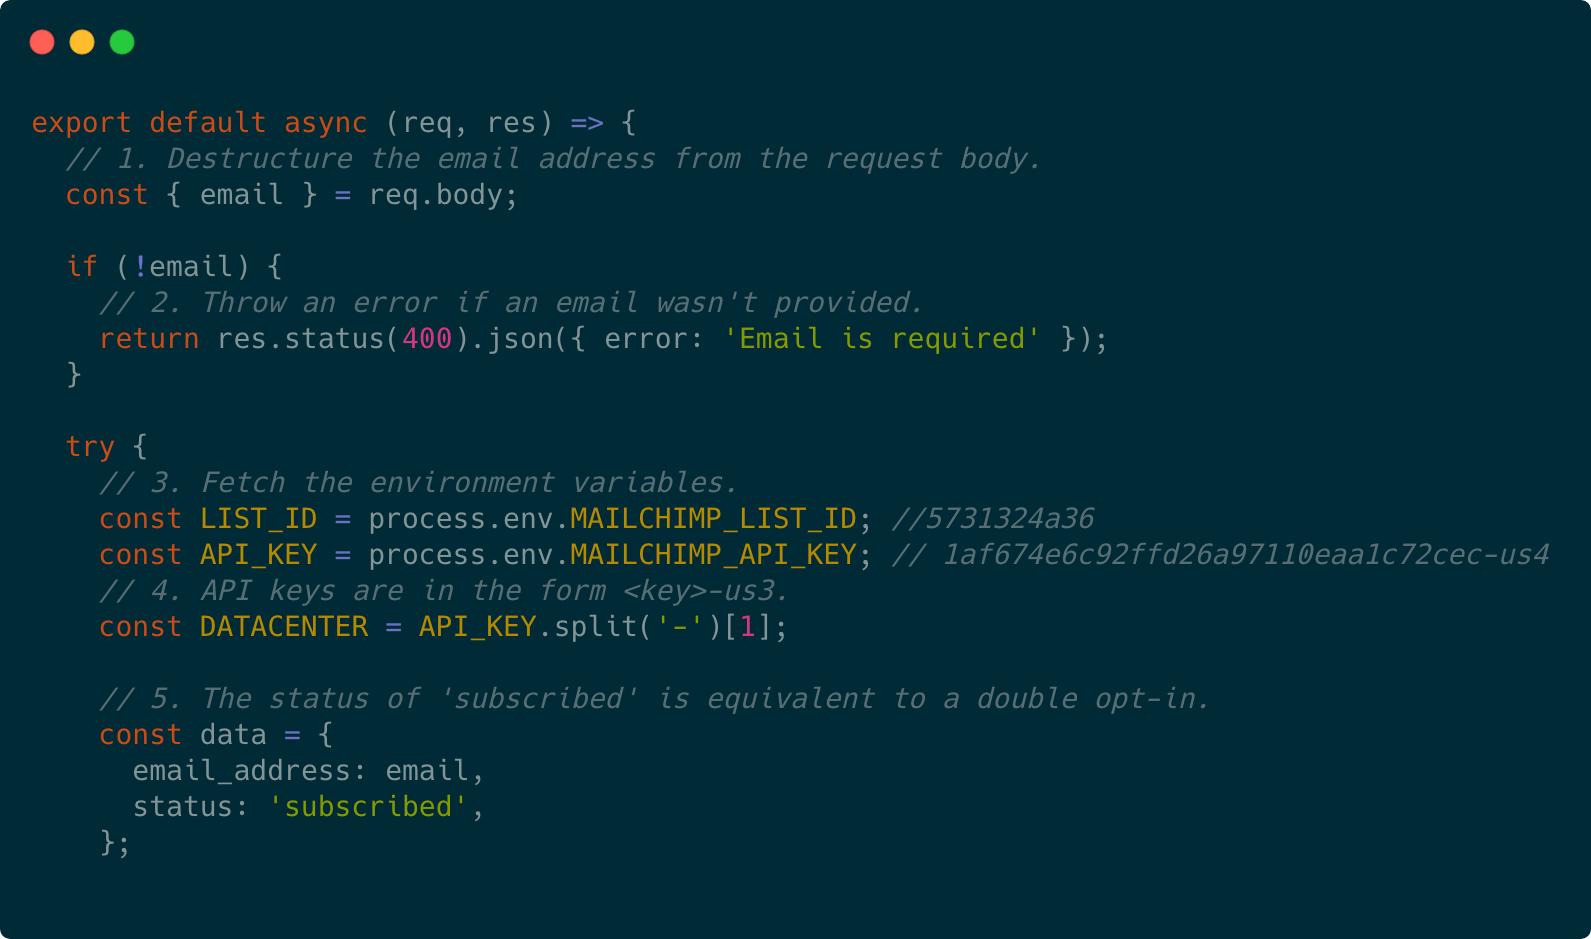 export default async (req, res) => {
  // 1. Destructure the email address from the request body.
  const { email } = req.body;

  if (!email) {
    // 2. Throw an error if an email wasn't provided.
    return res.status(400).json({ error: 'Email is required' });
  }

  try {
    // 3. Fetch the environment variables.
    const LIST_ID = process.env.MAILCHIMP_LIST_ID; //5731324a36
    const API_KEY = process.env.MAILCHIMP_API_KEY; // 1af674e6c92ffd26a97110eaa1c72cec-us4
    // 4. API keys are in the form <key>-us3.
    const DATACENTER = API_KEY.split('-')[1];

    // 5. The status of 'subscribed' is equivalent to a double opt-in.
    const data = {
      email_address: email,
      status: 'subscribed',
    };